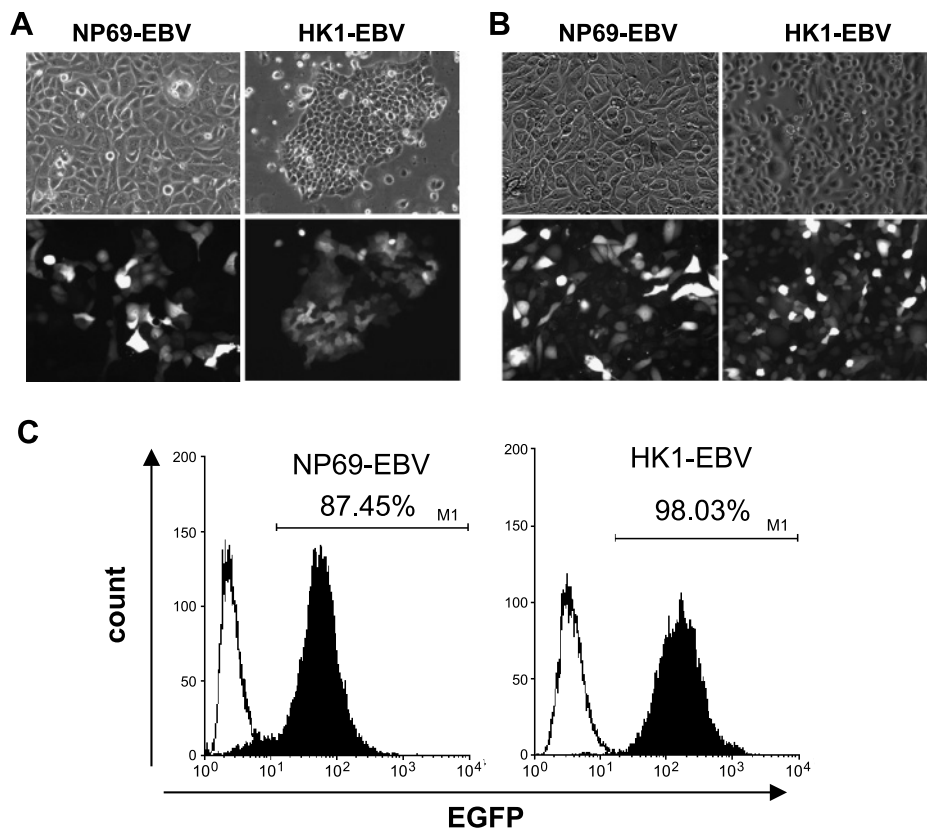 A
NP69-EBV HK1-EBV
B
NP69-EBV HK1-EBV
C
count
200
150
100
50
0
NP69-EBV
87.45% M1
10⁰ 10¹ 10² 10³ 10⁴
200
150
100
50
0
HK1-EBV
98.03% M1
10⁰ 10¹ 10² 10³ 10⁴
EGFP